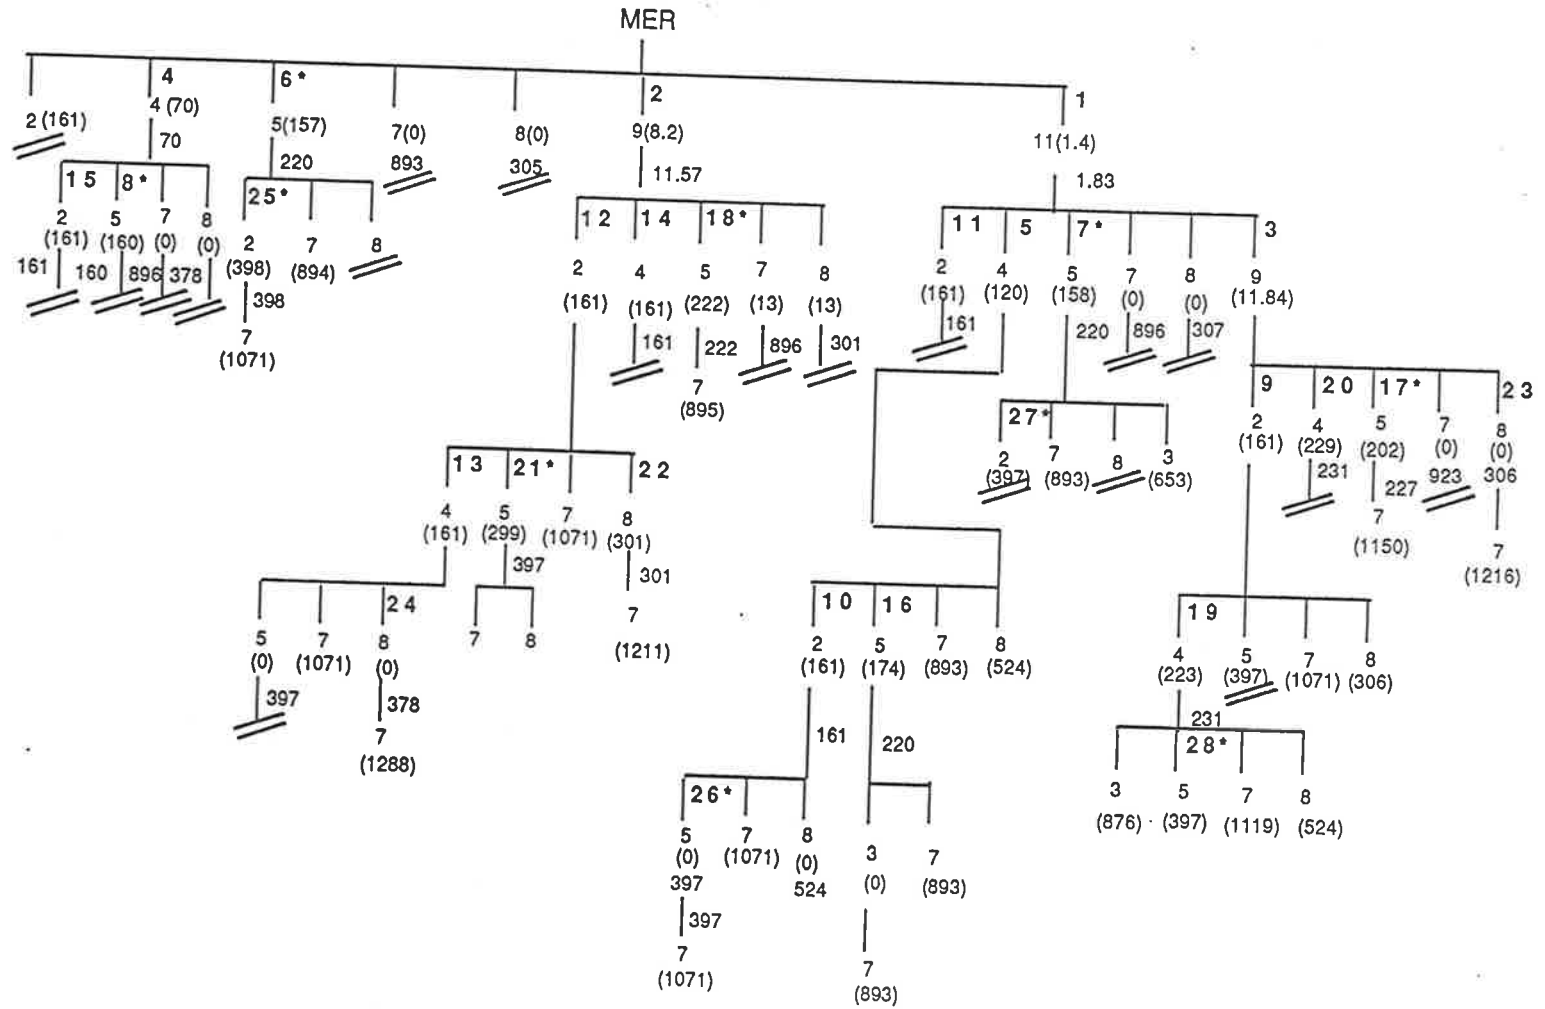 MER
4 6* 2 1
2(161) 4(70) 5(157) 7(0) 8(0) 9(8.2) 11(1.4)
70 220 893 305 11.57 1.83
15 8* 25* 12 14 18* 11 5 7* 3
2 5 7 8 2 7 8 2 4 5 7 8 2 4 5 7 8 9
(161) (160) (0) (0) (398) (894) (161) (161) (222) (13) (13) (161) (120) (158) (0) (0) (11.84)
161 160 896 378 398 161 222 896 301 161 220 896 307
7 7
(1071) (895)
9 20 17* 23
27* 2 4 5 7 8
2 7 8 3 (161) (229) (202) (0) (0)
(397) (893) (653) 231 227 923 306
13 21* 22 7 7
4 5 7 8 (1150) (1216)
(161) (299) (1071) (301)
397 301
24 10 16 19
5 7 8 7 8 7 2 5 7 8 4 5 7 8
(0) (1071) (0) (1211) (161) (174) (893) (524) (223) (397) (1071) (306)
397 378 161 220 231
7 28*
(1288) 26* 3 5 7 8
5 7 8 3 7 (876) (397) (1119) (524)
(0) (1071) (0) (0) (893)
397 524
397
7 7
(1071) (893)